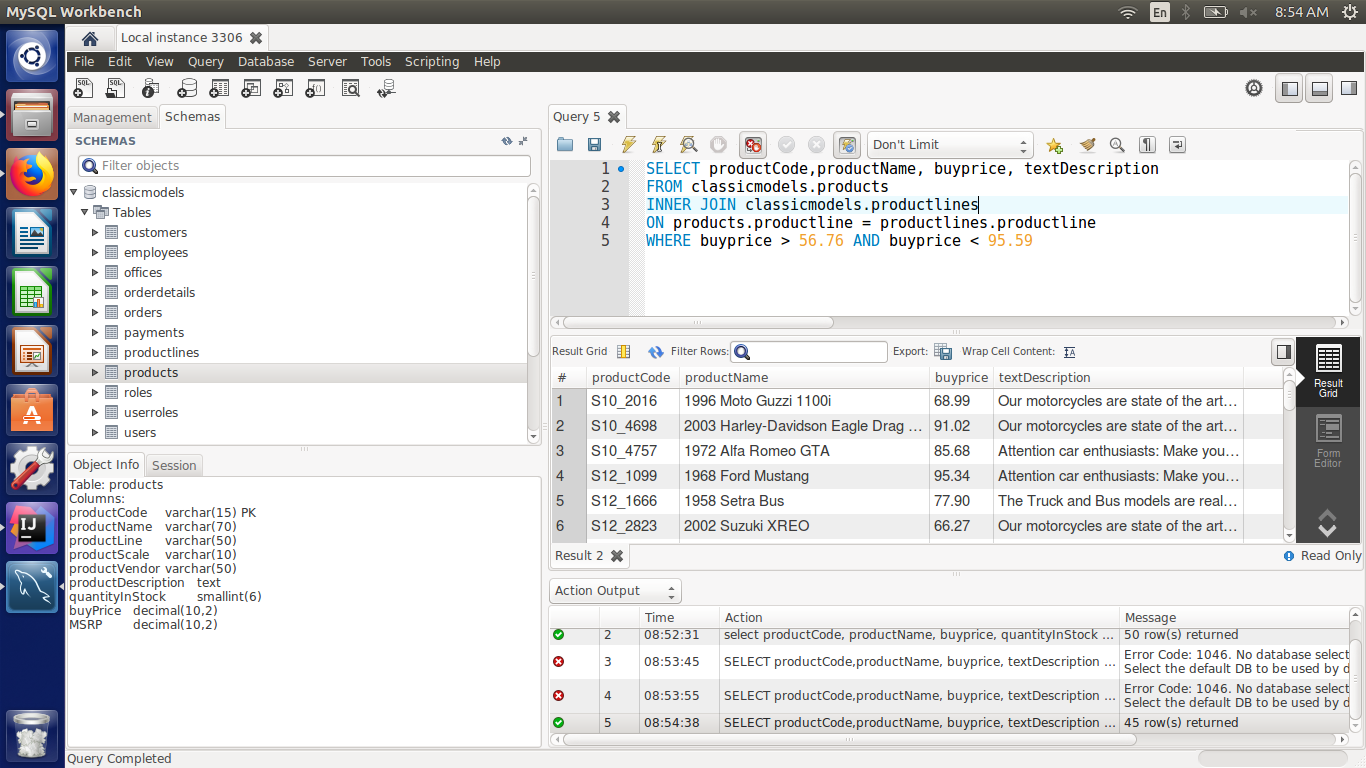 MySQL Workbench
En
8:54 AM
Local instance 3306
File Edit View Query Database Server Tools Scripting Help
Management Schemas
SCHEMAS
Filter objects
classicmodels
Tables
customers
employees
offices
orderdetails
orders
payments
productlines
products
roles
userroles
users
Object Info Session
Table: products
Columns:
productCode varchar(15) PK
productName varchar(70)
productLine varchar(50)
productScale varchar(10)
productVendor varchar(50)
productDescription text
quantityInStock smallint(6)
buyPrice decimal(10,2)
MSRP decimal(10,2)
Query 5
Don't Limit
1 SELECT productCode,productName, buyprice, textDescription
2 FROM classicmodels.products
3 INNER JOIN classicmodels.productlines
4 ON products.productline = productlines.productline
5 WHERE buyprice > 56.76 AND buyprice < 95.59
Result Grid Filter Rows: Export: Wrap Cell Content:
# productCode productName buyprice textDescription
1 S10_2016 1996 Moto Guzzi 1100i 68.99 Our motorcycles are state of the art...
2 S10_4698 2003 Harley-Davidson Eagle Drag ... 91.02 Our motorcycles are state of the art...
3 S10_4757 1972 Alfa Romeo GTA 85.68 Attention car enthusiasts: Make you...
4 S12_1099 1968 Ford Mustang 95.34 Attention car enthusiasts: Make you...
5 S12_1666 1958 Setra Bus 77.90 The Truck and Bus models are real...
6 S12_2823 2002 Suzuki XREO 66.27 Our motorcycles are state of the art...
Result
Grid
Form
Editor
Result 2
Read Only
Action Output
Time Action Message
2 08:52:31 select productCode, productName, buyprice, quantityInStock ... 50 row(s) returned
3 08:53:45 SELECT productCode,productName, buyprice, textDescription ... Error Code: 1046. No database select
Select the default DB to be used by d
4 08:53:55 SELECT productCode,productName, buyprice, textDescription ... Error Code: 1046. No database select
Select the default DB to be used by d
5 08:54:38 SELECT productCode,productName, buyprice, textDescription ... 45 row(s) returned
Query Completed